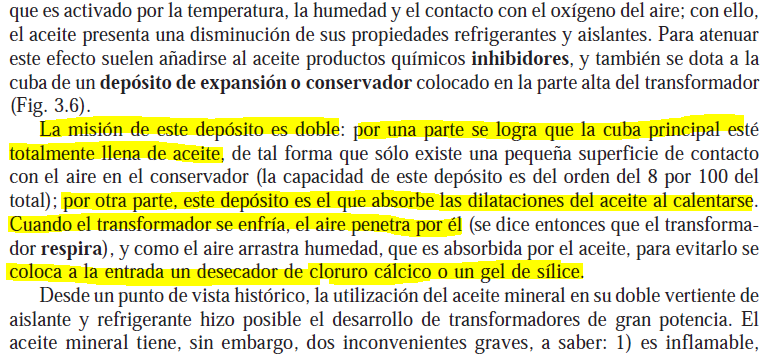 que es activado por la temperatura, la humedad y el contacto con el oxígeno del aire; con ello,
el aceite presenta una disminución de sus propiedades refrigerantes y aislantes. Para atenuar
este efecto suelen añadirse al aceite productos químicos inhibidores, y también se dota a la
cuba de un depósito de expansión o conservador colocado en la parte alta del transformador
(Fig. 3.6).
La misión de este depósito es doble: por una parte se logra que la cuba principal esté
totalmente llena de aceite, de tal forma que sólo existe una pequeña superficie de contacto
con el aire en el conservador (la capacidad de este depósito es del orden del 8 por 100 del
total); por otra parte, este depósito es el que absorbe las dilataciones del aceite al calentarse.
Cuando el transformador se enfría, el aire penetra por él (se dice entonces que el transforma-
dor respira), y como el aire arrastra humedad, que es absorbida por el aceite, para evitarlo se
coloca a la entrada un desecador de cloruro cálcico o un gel de sílice.
Desde un punto de vista histórico, la utilización del aceite mineral en su doble vertiente de
aislante y refrigerante hizo posible el desarrollo de transformadores de gran potencia. El
aceite mineral tiene, sin embargo, dos inconvenientes graves, a saber: 1) es inflamable,